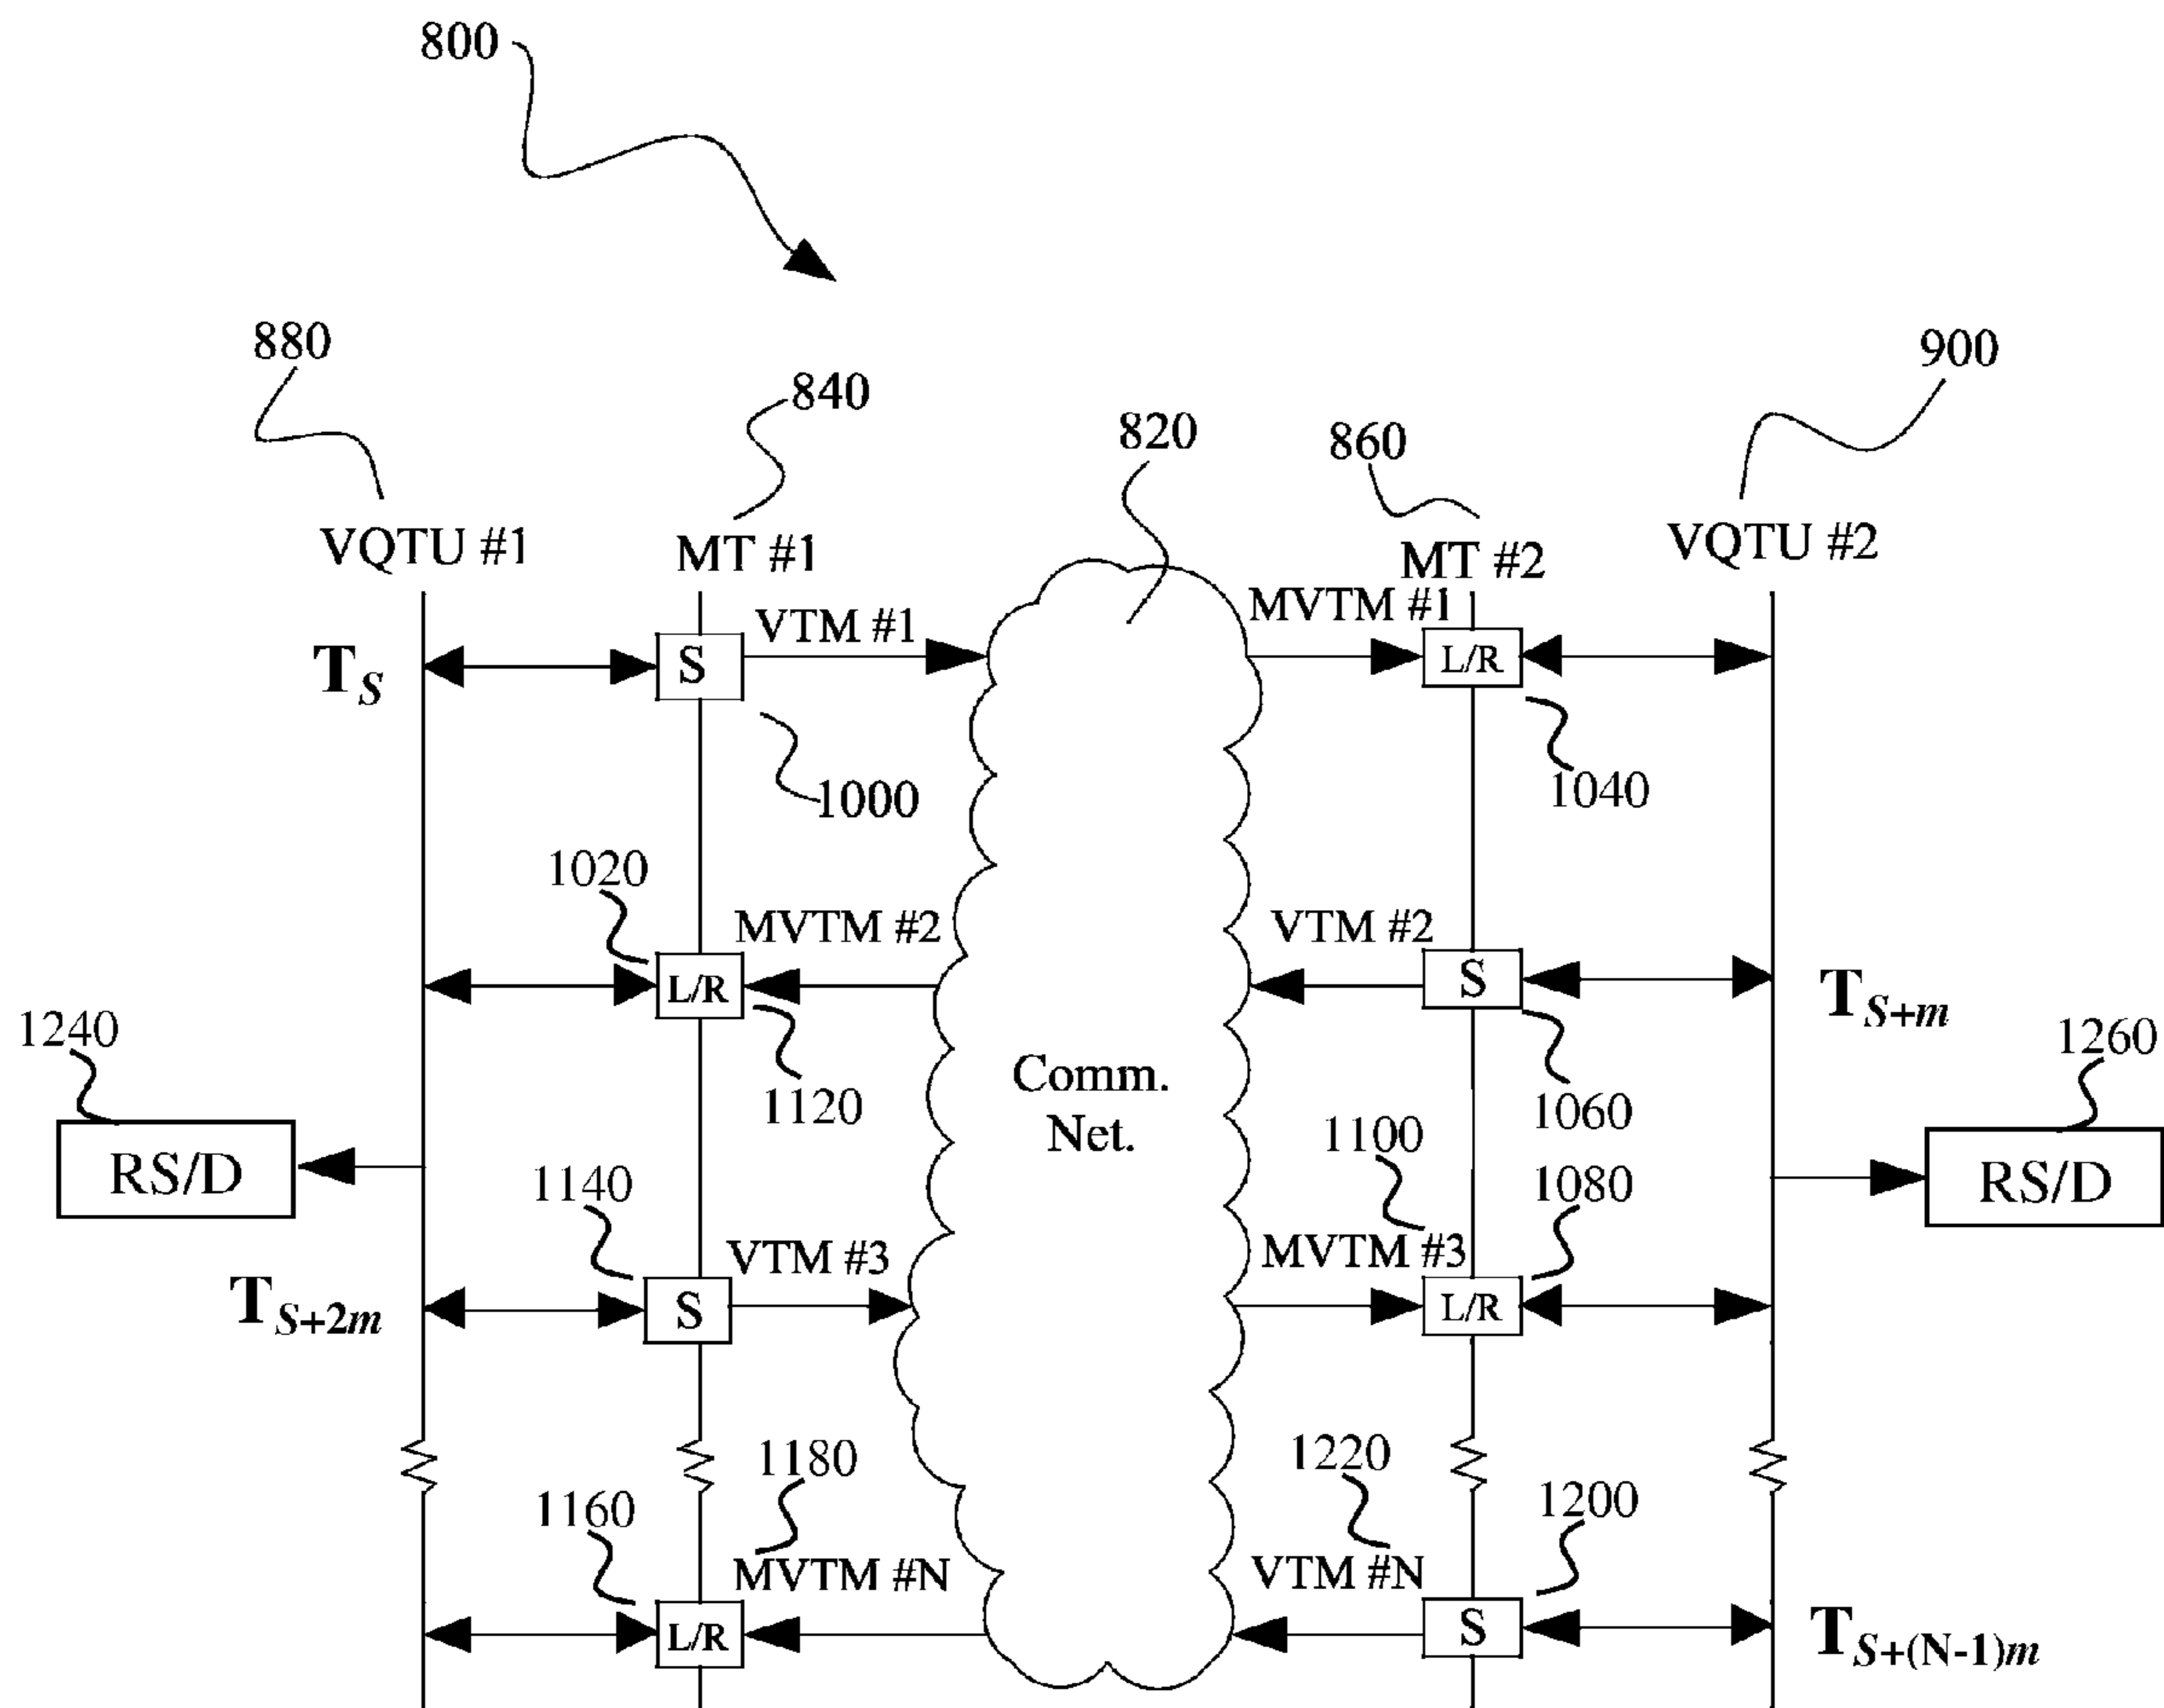 800
880
900
840
820
860
VQTU #1
MT #1
MT #2
VQTU #2
VTM #1
MVTM #1
T S
S
L/R
1000
1040
1020
MVTM #2
VTM #2
L/R
S
T S+m
1240
1260
1120
Comm.
Net.
1060
1100
RS/D
RS/D
1140
1080
VTM #3
MVTM #3
T S+2m
S
L/R
1180
1220
1160
1200
MVTM #N
VTM #N
L/R
S
T S+(N-1)m